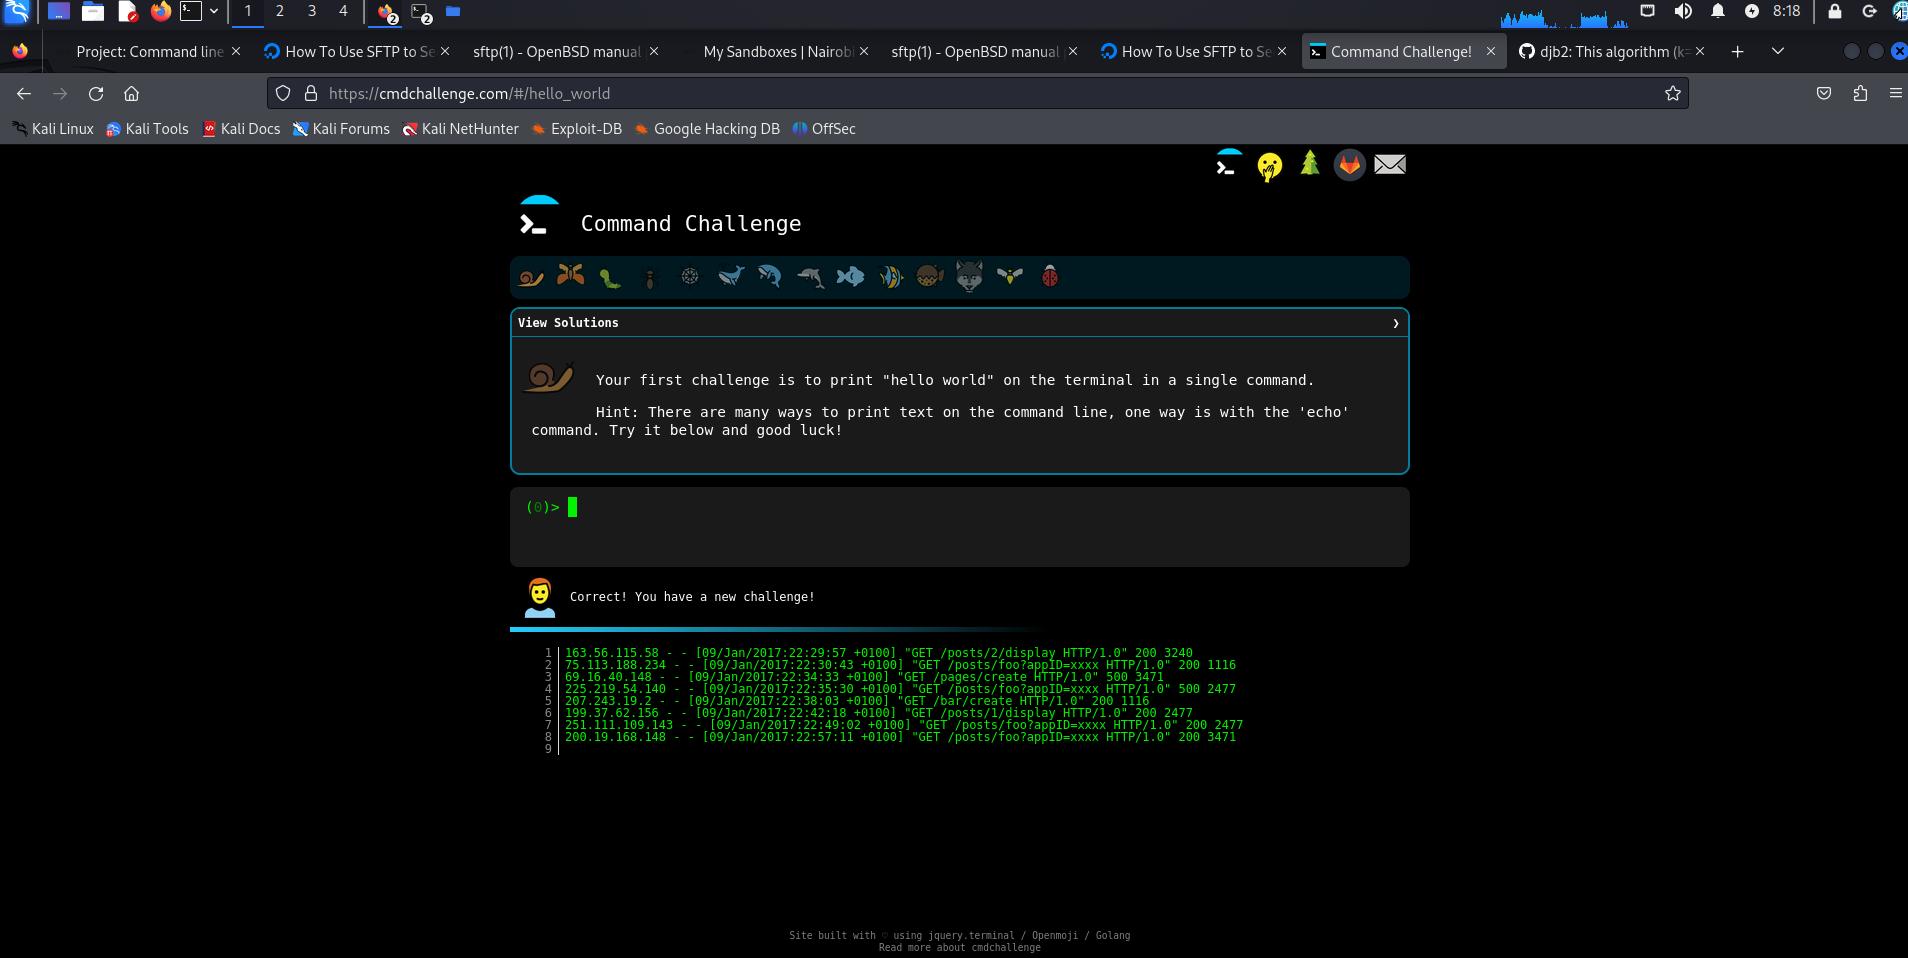 1 2 3 4 2 2 8:18
Project: Command line How To Use SFTP to Se sftp(1) - OpenBSD manual My Sandboxes | Nairobi sftp(1) - OpenBSD manual How To Use SFTP to Se Command Challenge! djb2: This algorithm (k=
https://cmdchallenge.com/#/hello_world
Kali Linux Kali Tools Kali Docs Kali Forums Kali NetHunter Exploit-DB Google Hacking DB OffSec
Command Challenge
View Solutions
Your first challenge is to print "hello world" on the terminal in a single command.
Hint: There are many ways to print text on the command line, one way is with the 'echo'
command. Try it below and good luck!
(0)>
Correct! You have a new challenge!
1 163.56.115.58 - - [09/Jan/2017:22:29:57 +0100] "GET /posts/2/display HTTP/1.0" 200 3240
2 75.113.188.234 - - [09/Jan/2017:22:30:43 +0100] "GET /posts/foo?appID=xxxx HTTP/1.0" 200 1116
3 69.16.40.148 - - [09/Jan/2017:22:34:33 +0100] "GET /pages/create HTTP/1.0" 500 3471
4 225.219.54.140 - - [09/Jan/2017:22:35:30 +0100] "GET /posts/foo?appID=xxxx HTTP/1.0" 500 2477
5 207.243.19.2 - - [09/Jan/2017:22:38:03 +0100] "GET /bar/create HTTP/1.0" 200 1116
6 199.37.62.156 - - [09/Jan/2017:22:42:18 +0100] "GET /posts/1/display HTTP/1.0" 200 2477
7 251.111.109.143 - - [09/Jan/2017:22:49:02 +0100] "GET /posts/foo?appID=xxxx HTTP/1.0" 200 2477
8 200.19.168.148 - - [09/Jan/2017:22:57:11 +0100] "GET /posts/foo?appID=xxxx HTTP/1.0" 200 3471
9
Site built with ♡ using jquery.terminal / Openmoji / Golang
Read more about cmdchallenge